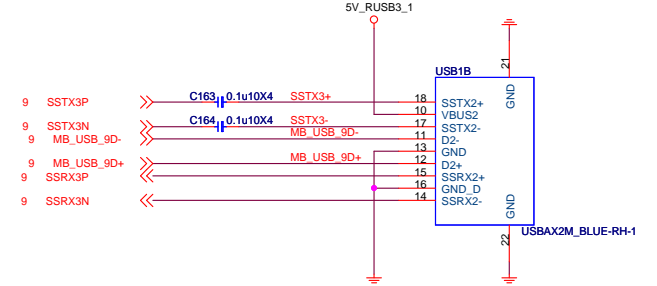 5V_RUSB3_1
USB1B
21
GND
9 SSTX3P C163 0.1u10X4 SSTX3+ 18 SSTX2+
10 VBUS2
9 SSTX3N C164 0.1u10X4 SSTX3- 17 SSTX2-
9 MB_USB_9D- MB_USB_9D- 11 D2-
13 GND
9 MB_USB_9D+ MB_USB_9D+ 12 D2+
9 SSRX3P 15 SSRX2+
16 GND_D
9 SSRX3N 14 SSRX2-
GND
22
USBAX2M_BLUE-RH-1